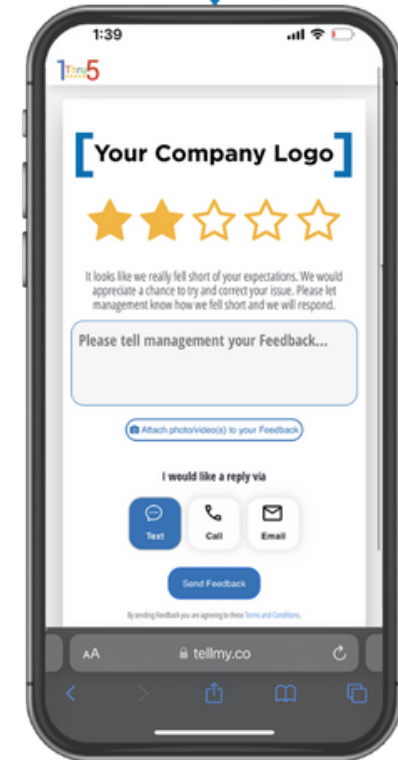 1:39
1Thru5
Your Company Logo
It looks like we really fell short of your expectations. We would
appreciate a chance to try and correct your issue. Please let
management know how we fell short and we will respond.
Please tell management your Feedback...
Attach photo/video(s) to your Feedback
I would like a reply via
Text Call Email
Send Feedback
By sending Feedback you are agreeing to these Terms and Conditions.
AA tellmy.co